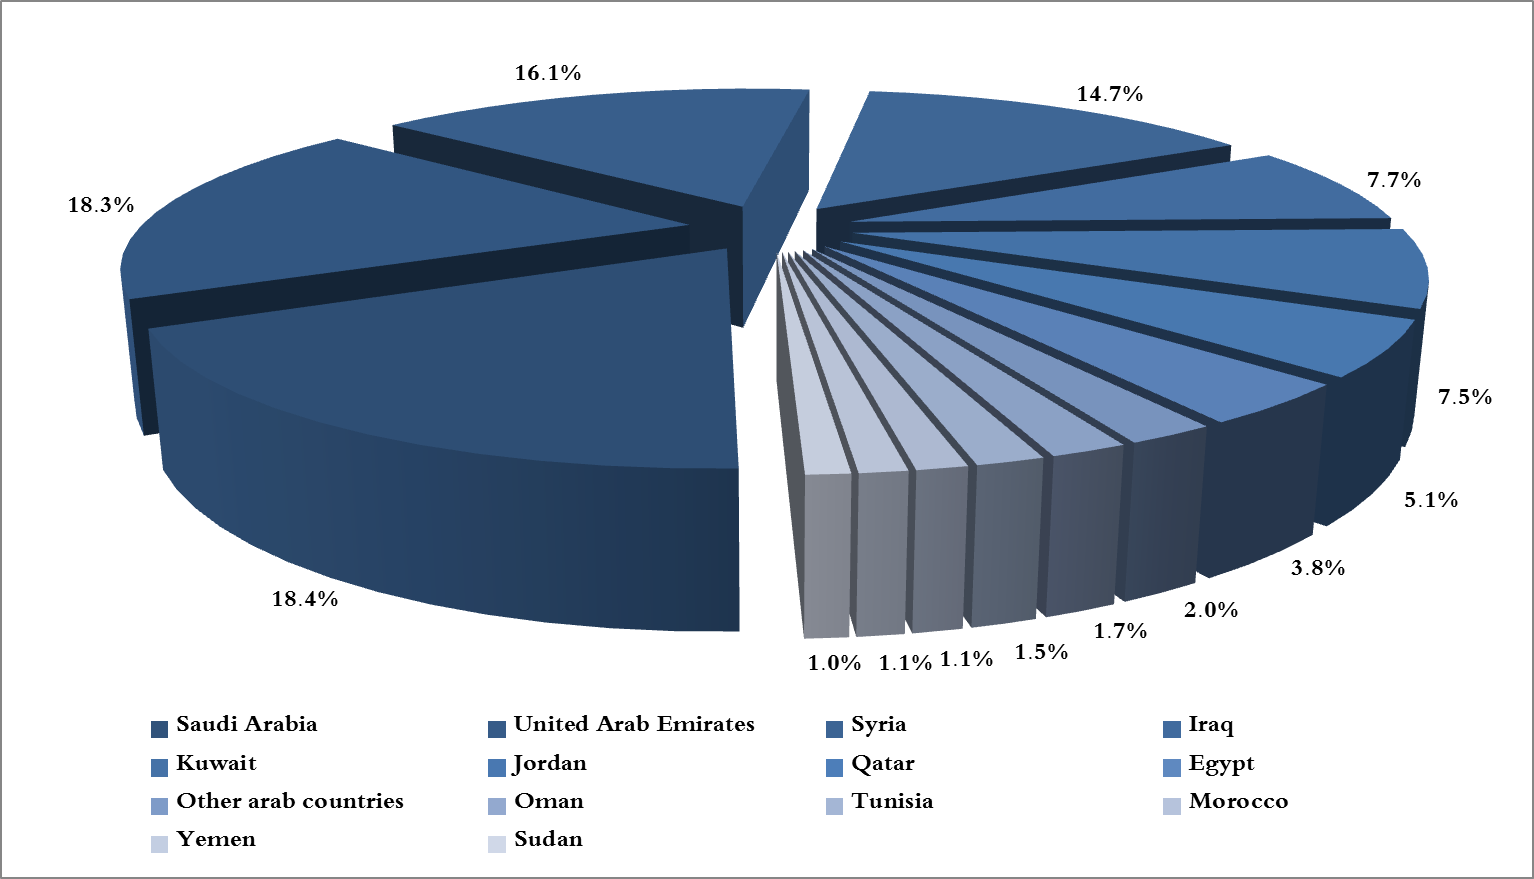 16.1%
14.7%
7.7%
18.3%
7.5%
5.1%
3.8%
18.4%
2.0%
1.7%
1.5%
1.0% 1.1% 1.1%
Saudi Arabia United Arab Emirates Syria Iraq
Kuwait Jordan Qatar Egypt
Other arab countries Oman Tunisia Morocco
Yemen Sudan